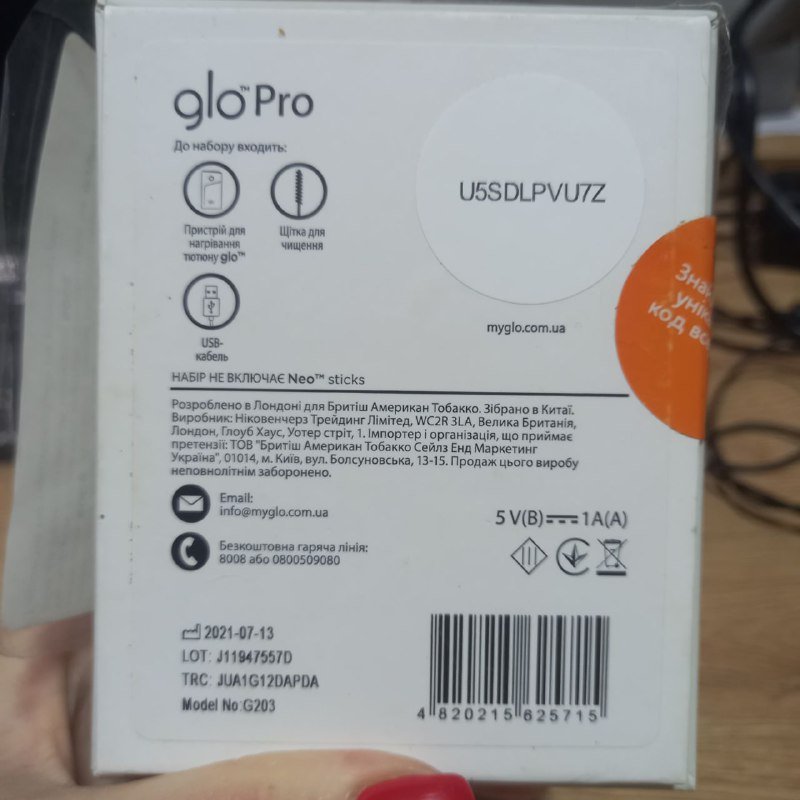 glo™ Pro
До набору входить:
Пристрій для
нагрівання
тютюну glo™
Щітка для
чищення
USB-
кабель
U5SDLPVU7Z
myglo.com.ua
код
НАБІР НЕ ВКЛЮЧАЄ Neo™ sticks
Розроблено в Лондоні для Бритіш Американ Тобакко. Зібрано в Китаї.
Виробник: Ніковенчерз Трейдинг Лімітед, WC2R 3LA, Велика Британія,
Лондон, Глоуб Хаус, Уотер стріт, 1. Імпортер і організація, що приймає
претензії: ТОВ "Бритіш Американ Тобакко Сейлз Енд Маркетинг
Україна", 01014, м. Київ, вул. Болсуновська, 13-15. Продаж цього виробу
неповнолітнім заборонено.
Email:
info@myglo.com.ua
Безкоштовна гаряча лінія:
8008 або 0800509080
5 V(В) 1A(А)
2021-07-13
LOT: J11947557D
TRC: JUA1G12DAPDA
Model No:G203
4 820215 625715